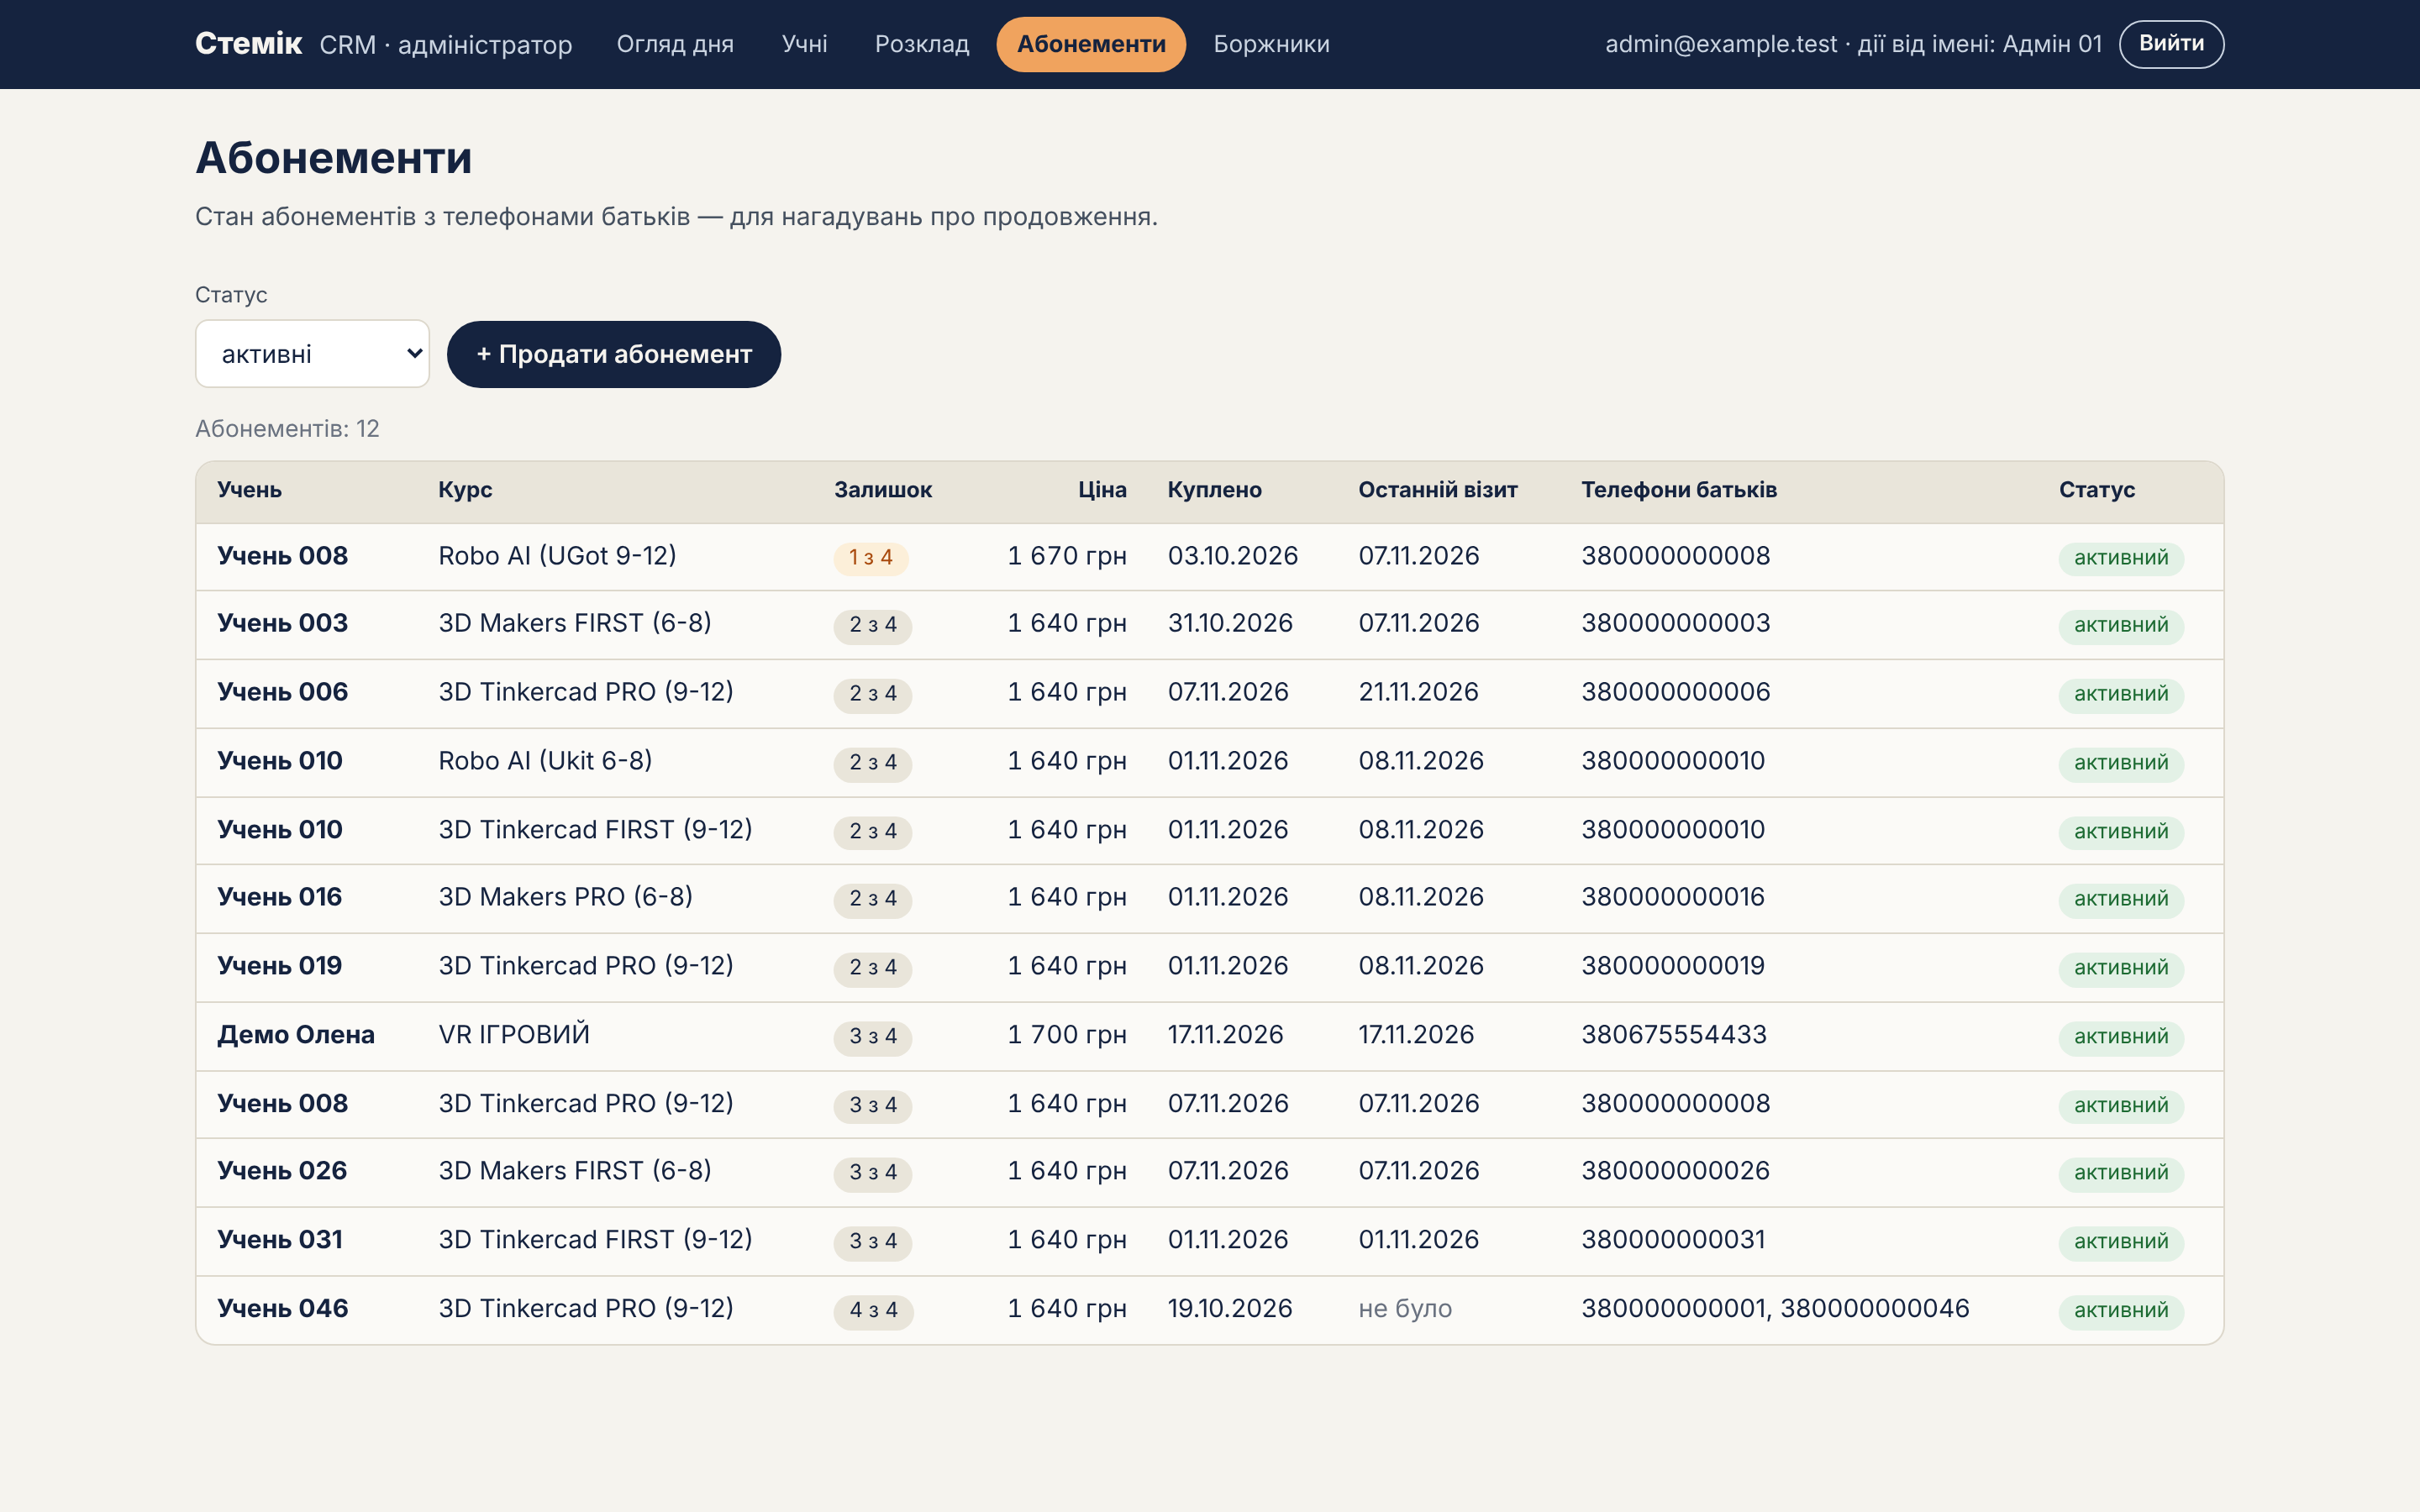 Стемік CRM · адміністратор Огляд дня Учні Розклад Абонементи Боржники admin@example.test · дії від імені: Адмін 01 Вийти
Абонементи
Стан абонементів з телефонами батьків — для нагадувань про продовження.
Статус
активні + Продати абонемент
Абонементів: 12
Учень Курс Залишок Ціна Куплено Останній візит Телефони батьків Статус
Учень 008 Robo AI (UGot 9-12) 1 з 4 1 670 грн 03.10.2026 07.11.2026 380000000008 активний
Учень 003 3D Makers FIRST (6-8) 2 з 4 1 640 грн 31.10.2026 07.11.2026 380000000003 активний
Учень 006 3D Tinkercad PRO (9-12) 2 з 4 1 640 грн 07.11.2026 21.11.2026 380000000006 активний
Учень 010 Robo AI (Ukit 6-8) 2 з 4 1 640 грн 01.11.2026 08.11.2026 380000000010 активний
Учень 010 3D Tinkercad FIRST (9-12) 2 з 4 1 640 грн 01.11.2026 08.11.2026 380000000010 активний
Учень 016 3D Makers PRO (6-8) 2 з 4 1 640 грн 01.11.2026 08.11.2026 380000000016 активний
Учень 019 3D Tinkercad PRO (9-12) 2 з 4 1 640 грн 01.11.2026 08.11.2026 380000000019 активний
Демо Олена VR ІГРОВИЙ 3 з 4 1 700 грн 17.11.2026 17.11.2026 380675554433 активний
Учень 008 3D Tinkercad PRO (9-12) 3 з 4 1 640 грн 07.11.2026 07.11.2026 380000000008 активний
Учень 026 3D Makers FIRST (6-8) 3 з 4 1 640 грн 07.11.2026 07.11.2026 380000000026 активний
Учень 031 3D Tinkercad FIRST (9-12) 3 з 4 1 640 грн 01.11.2026 01.11.2026 380000000031 активний
Учень 046 3D Tinkercad PRO (9-12) 4 з 4 1 640 грн 19.10.2026 не було 380000000001, 380000000046 активний